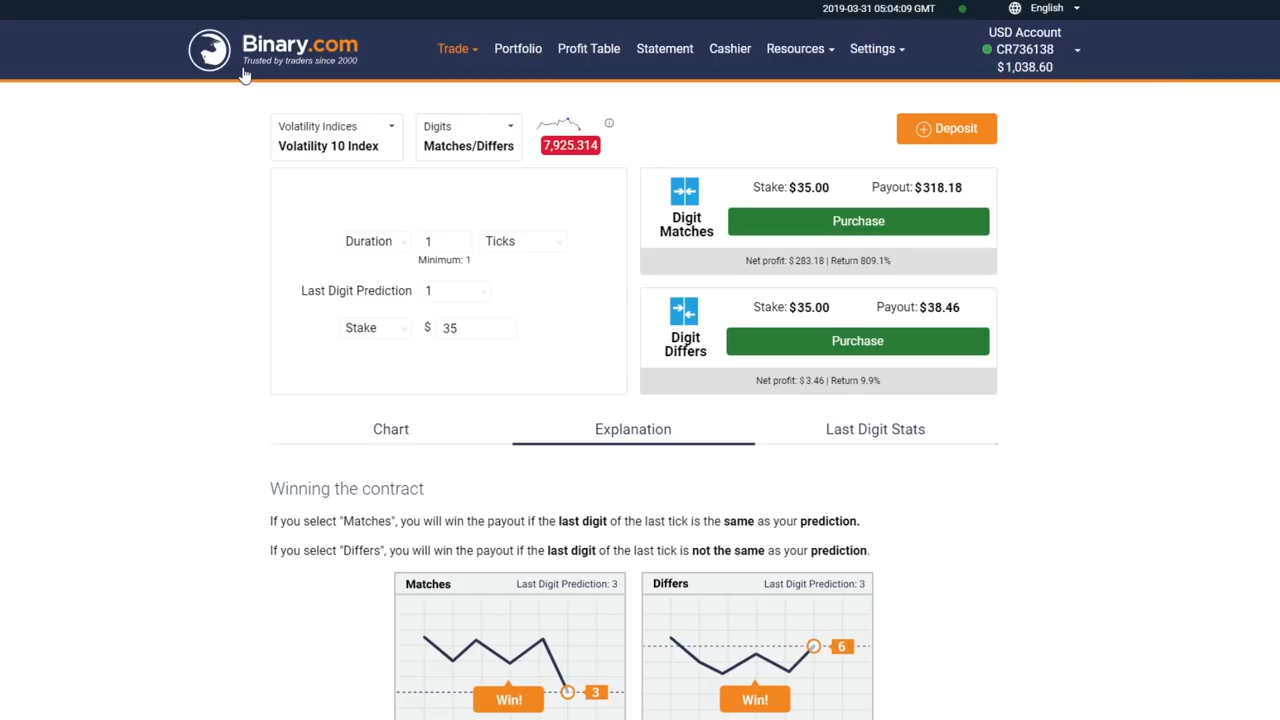 2019-03-31 05:04:09 GMT
English
Binary.com
Trusted by traders since 2000
Trade
Portfolio
Profit Table
Statement
Cashier
Resources
Settings
USD Account
CR736138
$1,038.60
Volatility Indices
Volatility 10 Index
Digits
Matches/Differs
7,925.314
Deposit
Duration 1 Ticks
Minimum: 1
Last Digit Prediction 1
Stake $ 35
Digit
Matches
Stake: $35.00 Payout: $318.18
Purchase
Net profit: $283.18 | Return 809.1%
Digit
Differs
Stake: $35.00 Payout: $38.46
Purchase
Net profit: $3.46 | Return 9.9%
Chart
Explanation
Last Digit Stats
Winning the contract
If you select "Matches", you will win the payout if the last digit of the last tick is the same as your prediction.
If you select "Differs", you will win the payout if the last digit of the last tick is not the same as your prediction.
Matches Last Digit Prediction: 3
3
Win!
Differs Last Digit Prediction: 3
6
Win!